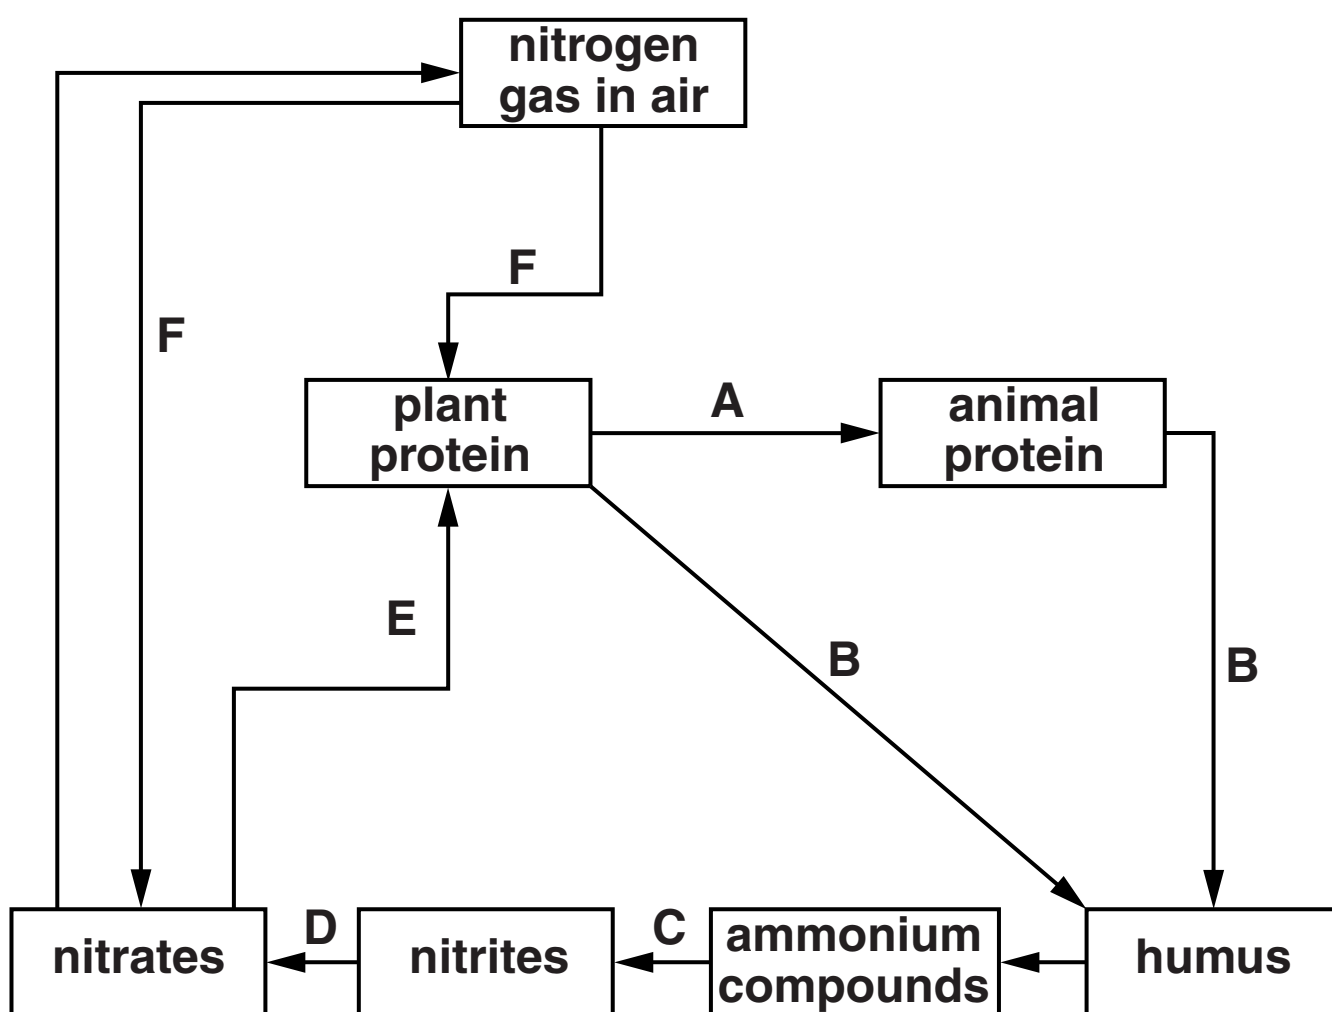 nitrogen
gas in air
F
F
plant
protein
A
animal
protein
E
B
B
nitrates
D
nitrites
C
ammonium
compounds
humus